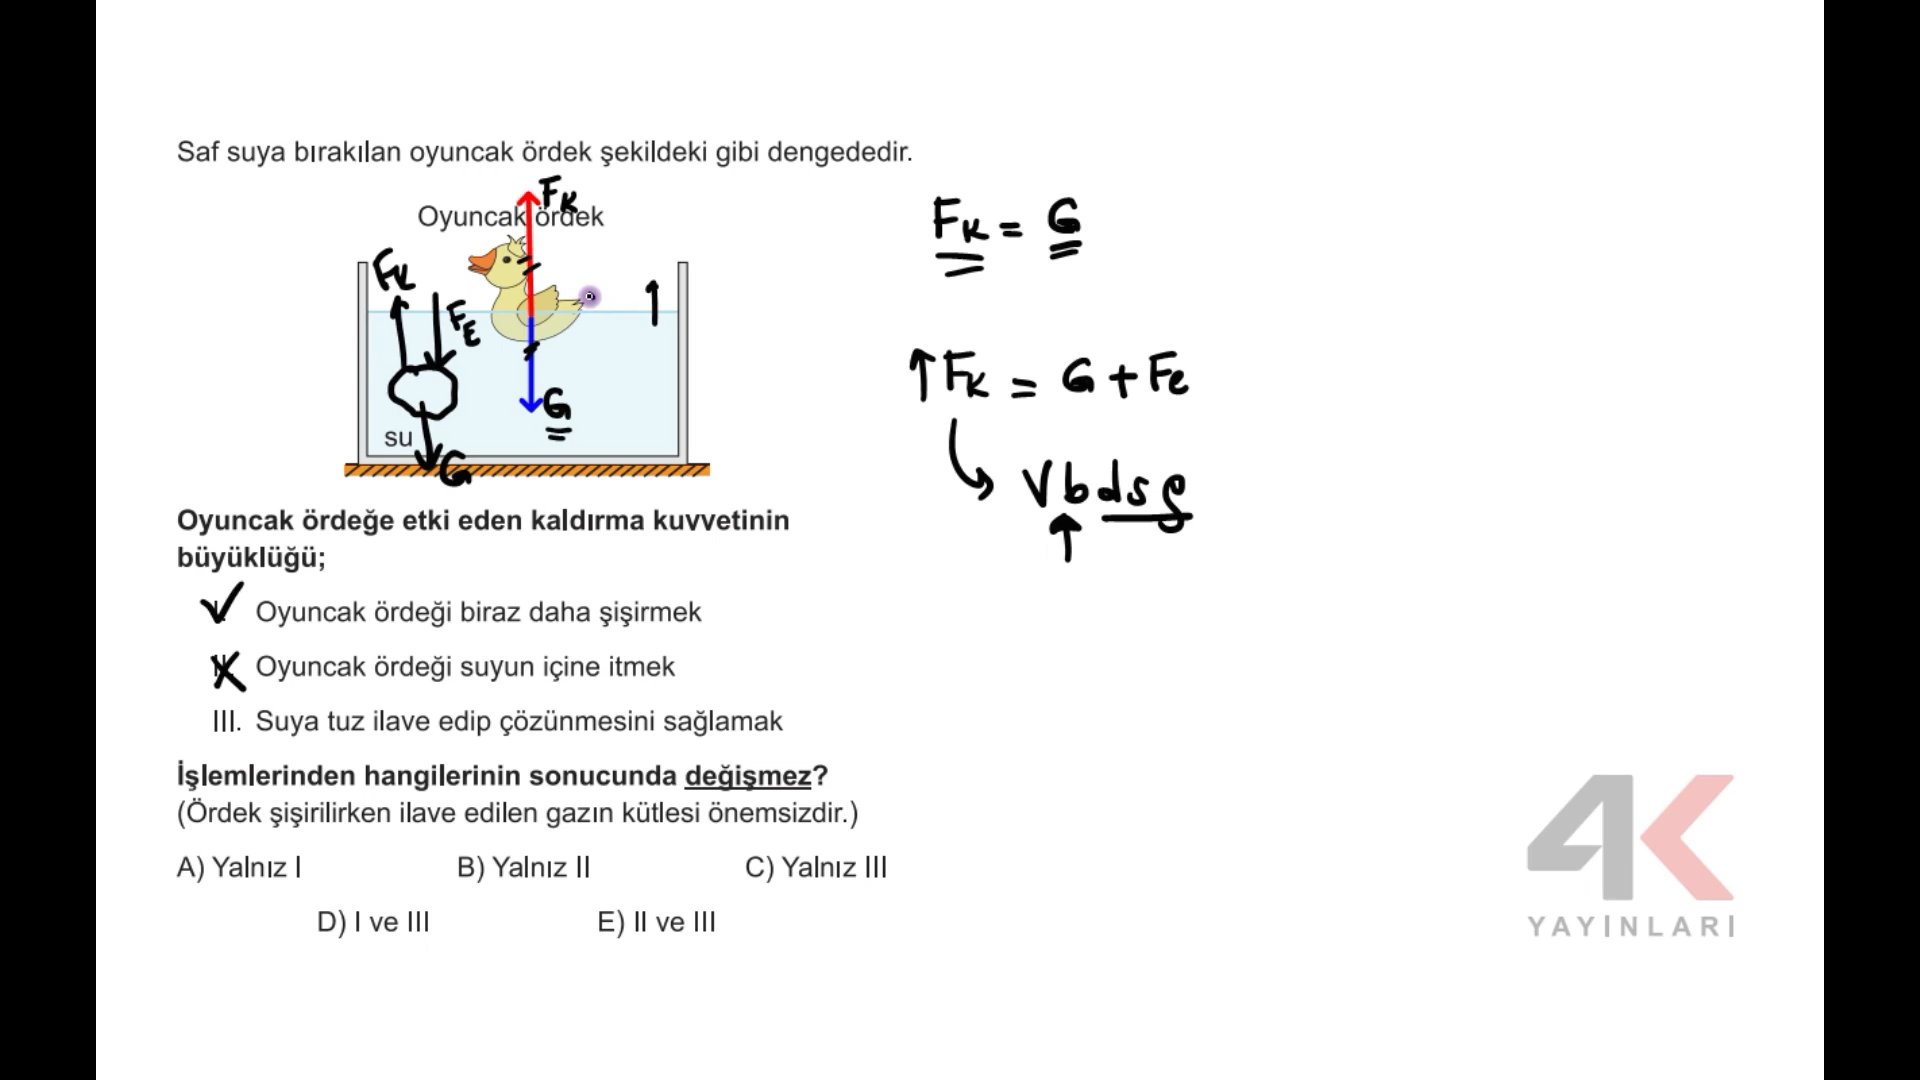 Saf suya bırakılan oyuncak ördek şekildeki gibi dengededir.
FK
Oyuncak ördek
FK
FE
G
su
G
FK = G
↑FK = G + Fe
Vbdsg
Oyuncak ördeğe etki eden kaldırma kuvvetinin
büyüklüğü;
Oyuncak ördeği biraz daha şişirmek
Oyuncak ördeği suyun içine itmek
III. Suya tuz ilave edip çözünmesini sağlamak
İşlemlerinden hangilerinin sonucunda değişmez?
(Ördek şişirilirken ilave edilen gazın kütlesi önemsizdir.)
A) Yalnız I B) Yalnız II C) Yalnız III
D) I ve III E) II ve III
4K
YAYINLARI